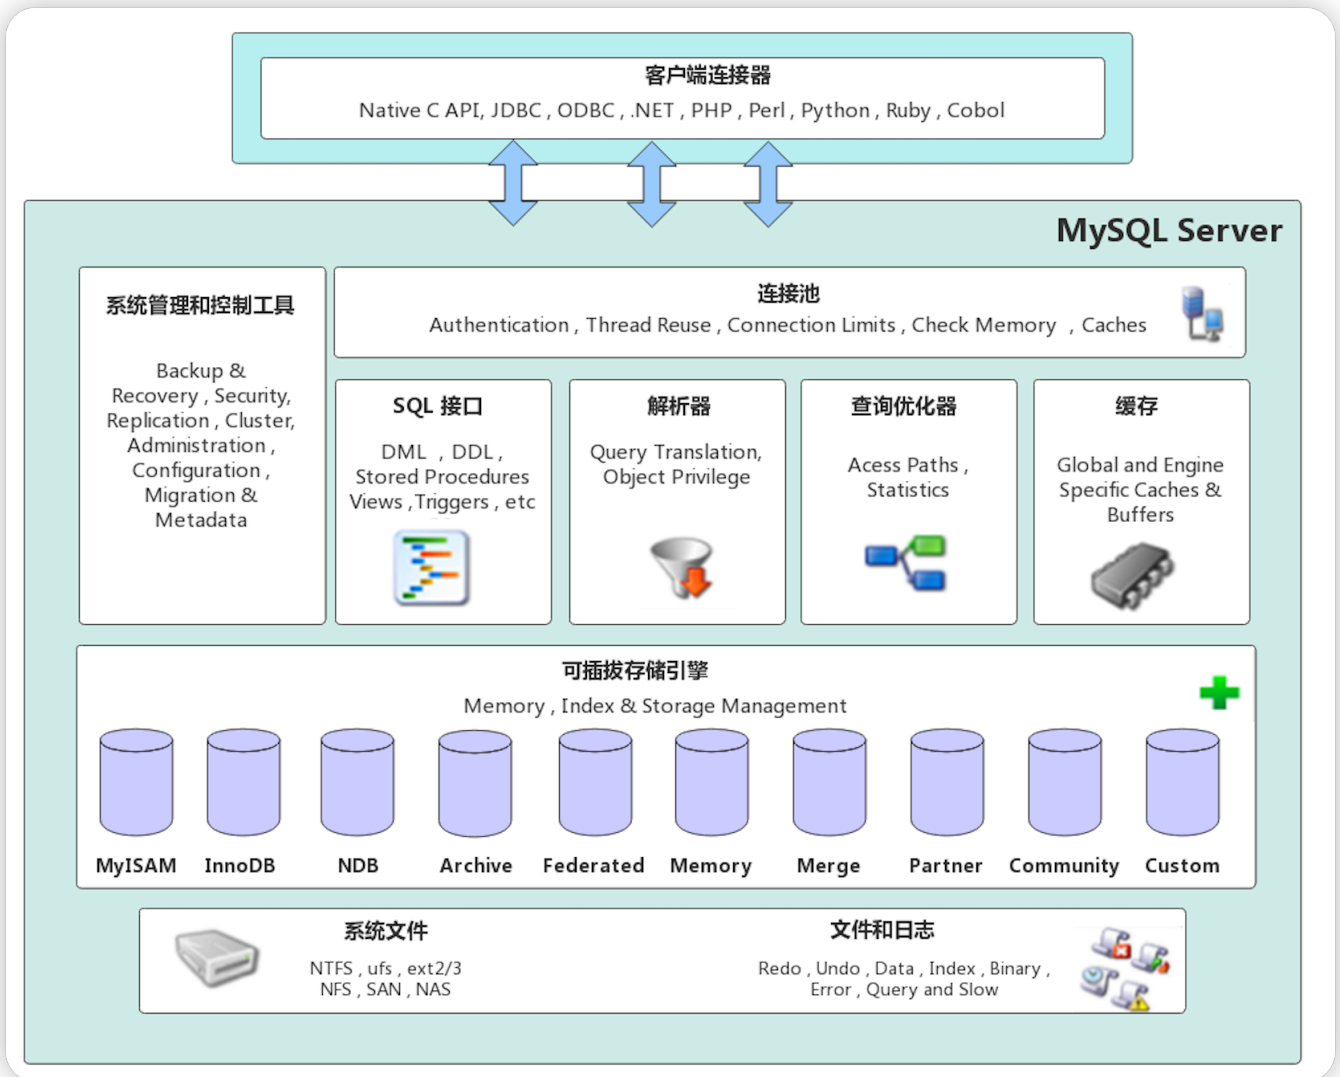 客户端连接器
Native C API, JDBC , ODBC , .NET , PHP , Perl , Python , Ruby , Cobol
MySQL Server
系统管理和控制工具
Backup &
Recovery , Security,
Replication , Cluster,
Administration ,
Configuration ,
Migration &
Metadata
连接池
Authentication , Thread Reuse , Connection Limits , Check Memory , Caches
SQL 接口
DML , DDL ,
Stored Procedures
Views ,Triggers , etc
解析器
Query Translation,
Object Privilege
查询优化器
Acess Paths ,
Statistics
缓存
Global and Engine
Specific Caches &
Buffers
可插拔存储引擎
Memory , Index & Storage Management
MyISAM
InnoDB
NDB
Archive
Federated
Memory
Merge
Partner
Community
Custom
系统文件
NTFS , ufs , ext2/3
NFS , SAN , NAS
文件和日志
Redo , Undo , Data , Index , Binary ,
Error , Query and Slow